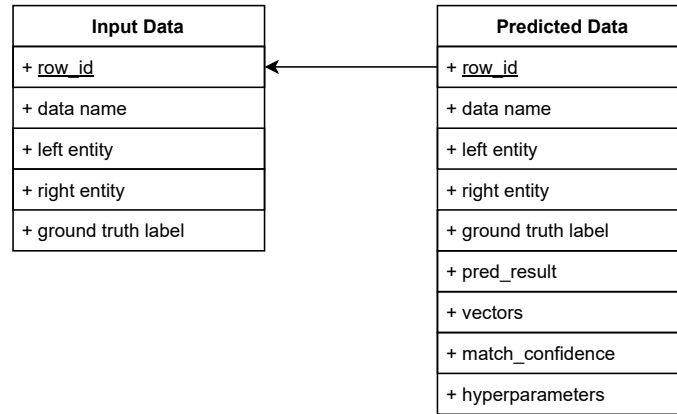 Input Data
+ row_id
+ data name
+ left entity
+ right entity
+ ground truth label
Predicted Data
+ row_id
+ data name
+ left entity
+ right entity
+ ground truth label
+ pred_result
+ vectors
+ match_confidence
+ hyperparameters